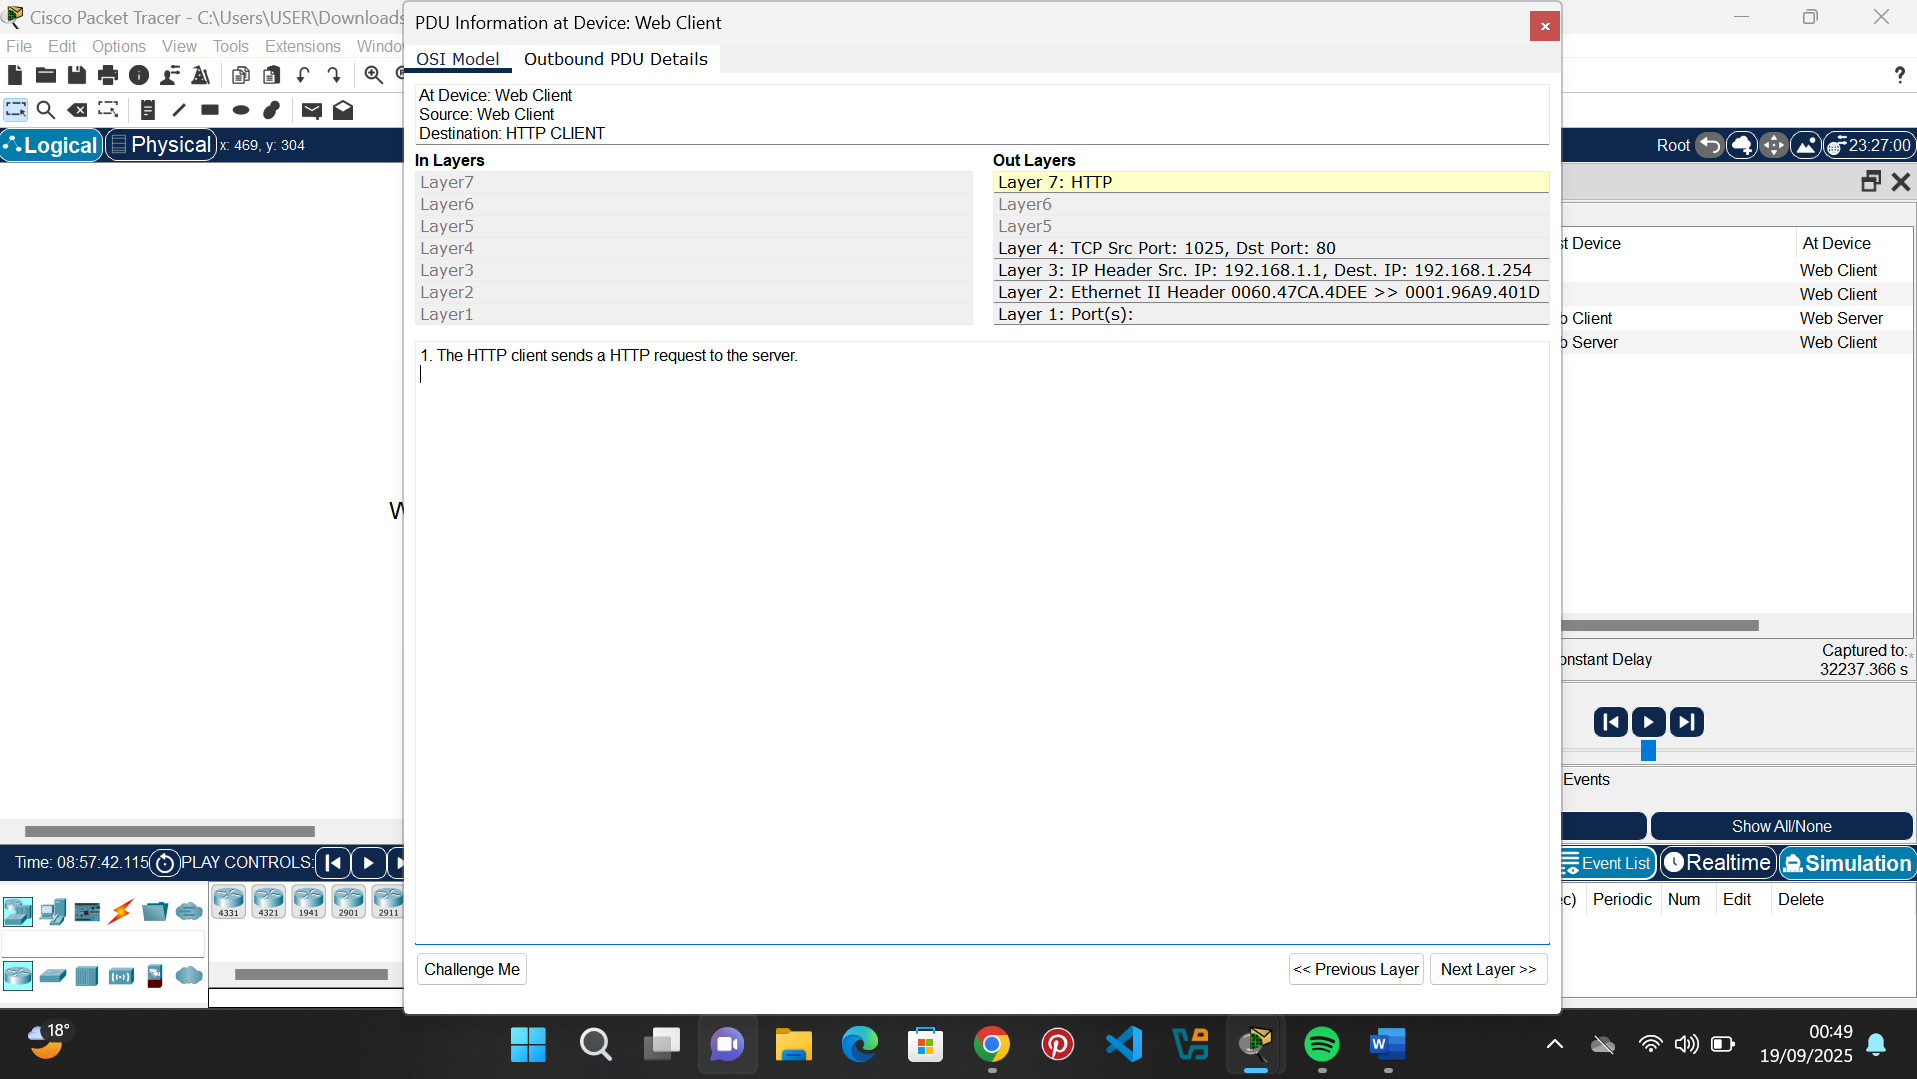 Cisco Packet Tracer - C:\Users\USER\Downloads
File Edit Options View Tools Extensions Windo
?
Logical Physical x: 469, y: 304
Root 23:27:00
PDU Information at Device: Web Client
OSI Model Outbound PDU Details
At Device: Web Client
Source: Web Client
Destination: HTTP CLIENT
In Layers
Layer7
Layer6
Layer5
Layer4
Layer3
Layer2
Layer1
Out Layers
Layer 7: HTTP
Layer6
Layer5
Layer 4: TCP Src Port: 1025, Dst Port: 80
Layer 3: IP Header Src. IP: 192.168.1.1, Dest. IP: 192.168.1.254
Layer 2: Ethernet II Header 0060.47CA.4DEE >> 0001.96A9.401D
Layer 1: Port(s):
1. The HTTP client sends a HTTP request to the server.
Challenge Me << Previous Layer Next Layer >>
W
st Device At Device
Web Client
Web Client
b Client Web Server
b Server Web Client
onstant Delay
Captured to:
32237.366 s
Events
Show All/None
Event List Realtime Simulation
c) Periodic Num Edit Delete
Time: 08:57:42.115 PLAY CONTROLS:
4331 4321 1941 2901 2911
18°
00:49
19/09/2025